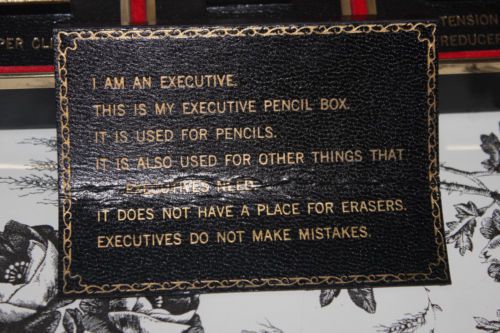 PER CL
TENSION
REDUCER
I AM AN EXECUTIVE.
THIS IS MY EXECUTIVE PENCIL BOX.
IT IS USED FOR PENCILS.
IT IS ALSO USED FOR OTHER THINGS THAT
EXECUTIVES NEED.
IT DOES NOT HAVE A PLACE FOR ERASERS.
EXECUTIVES DO NOT MAKE MISTAKES.